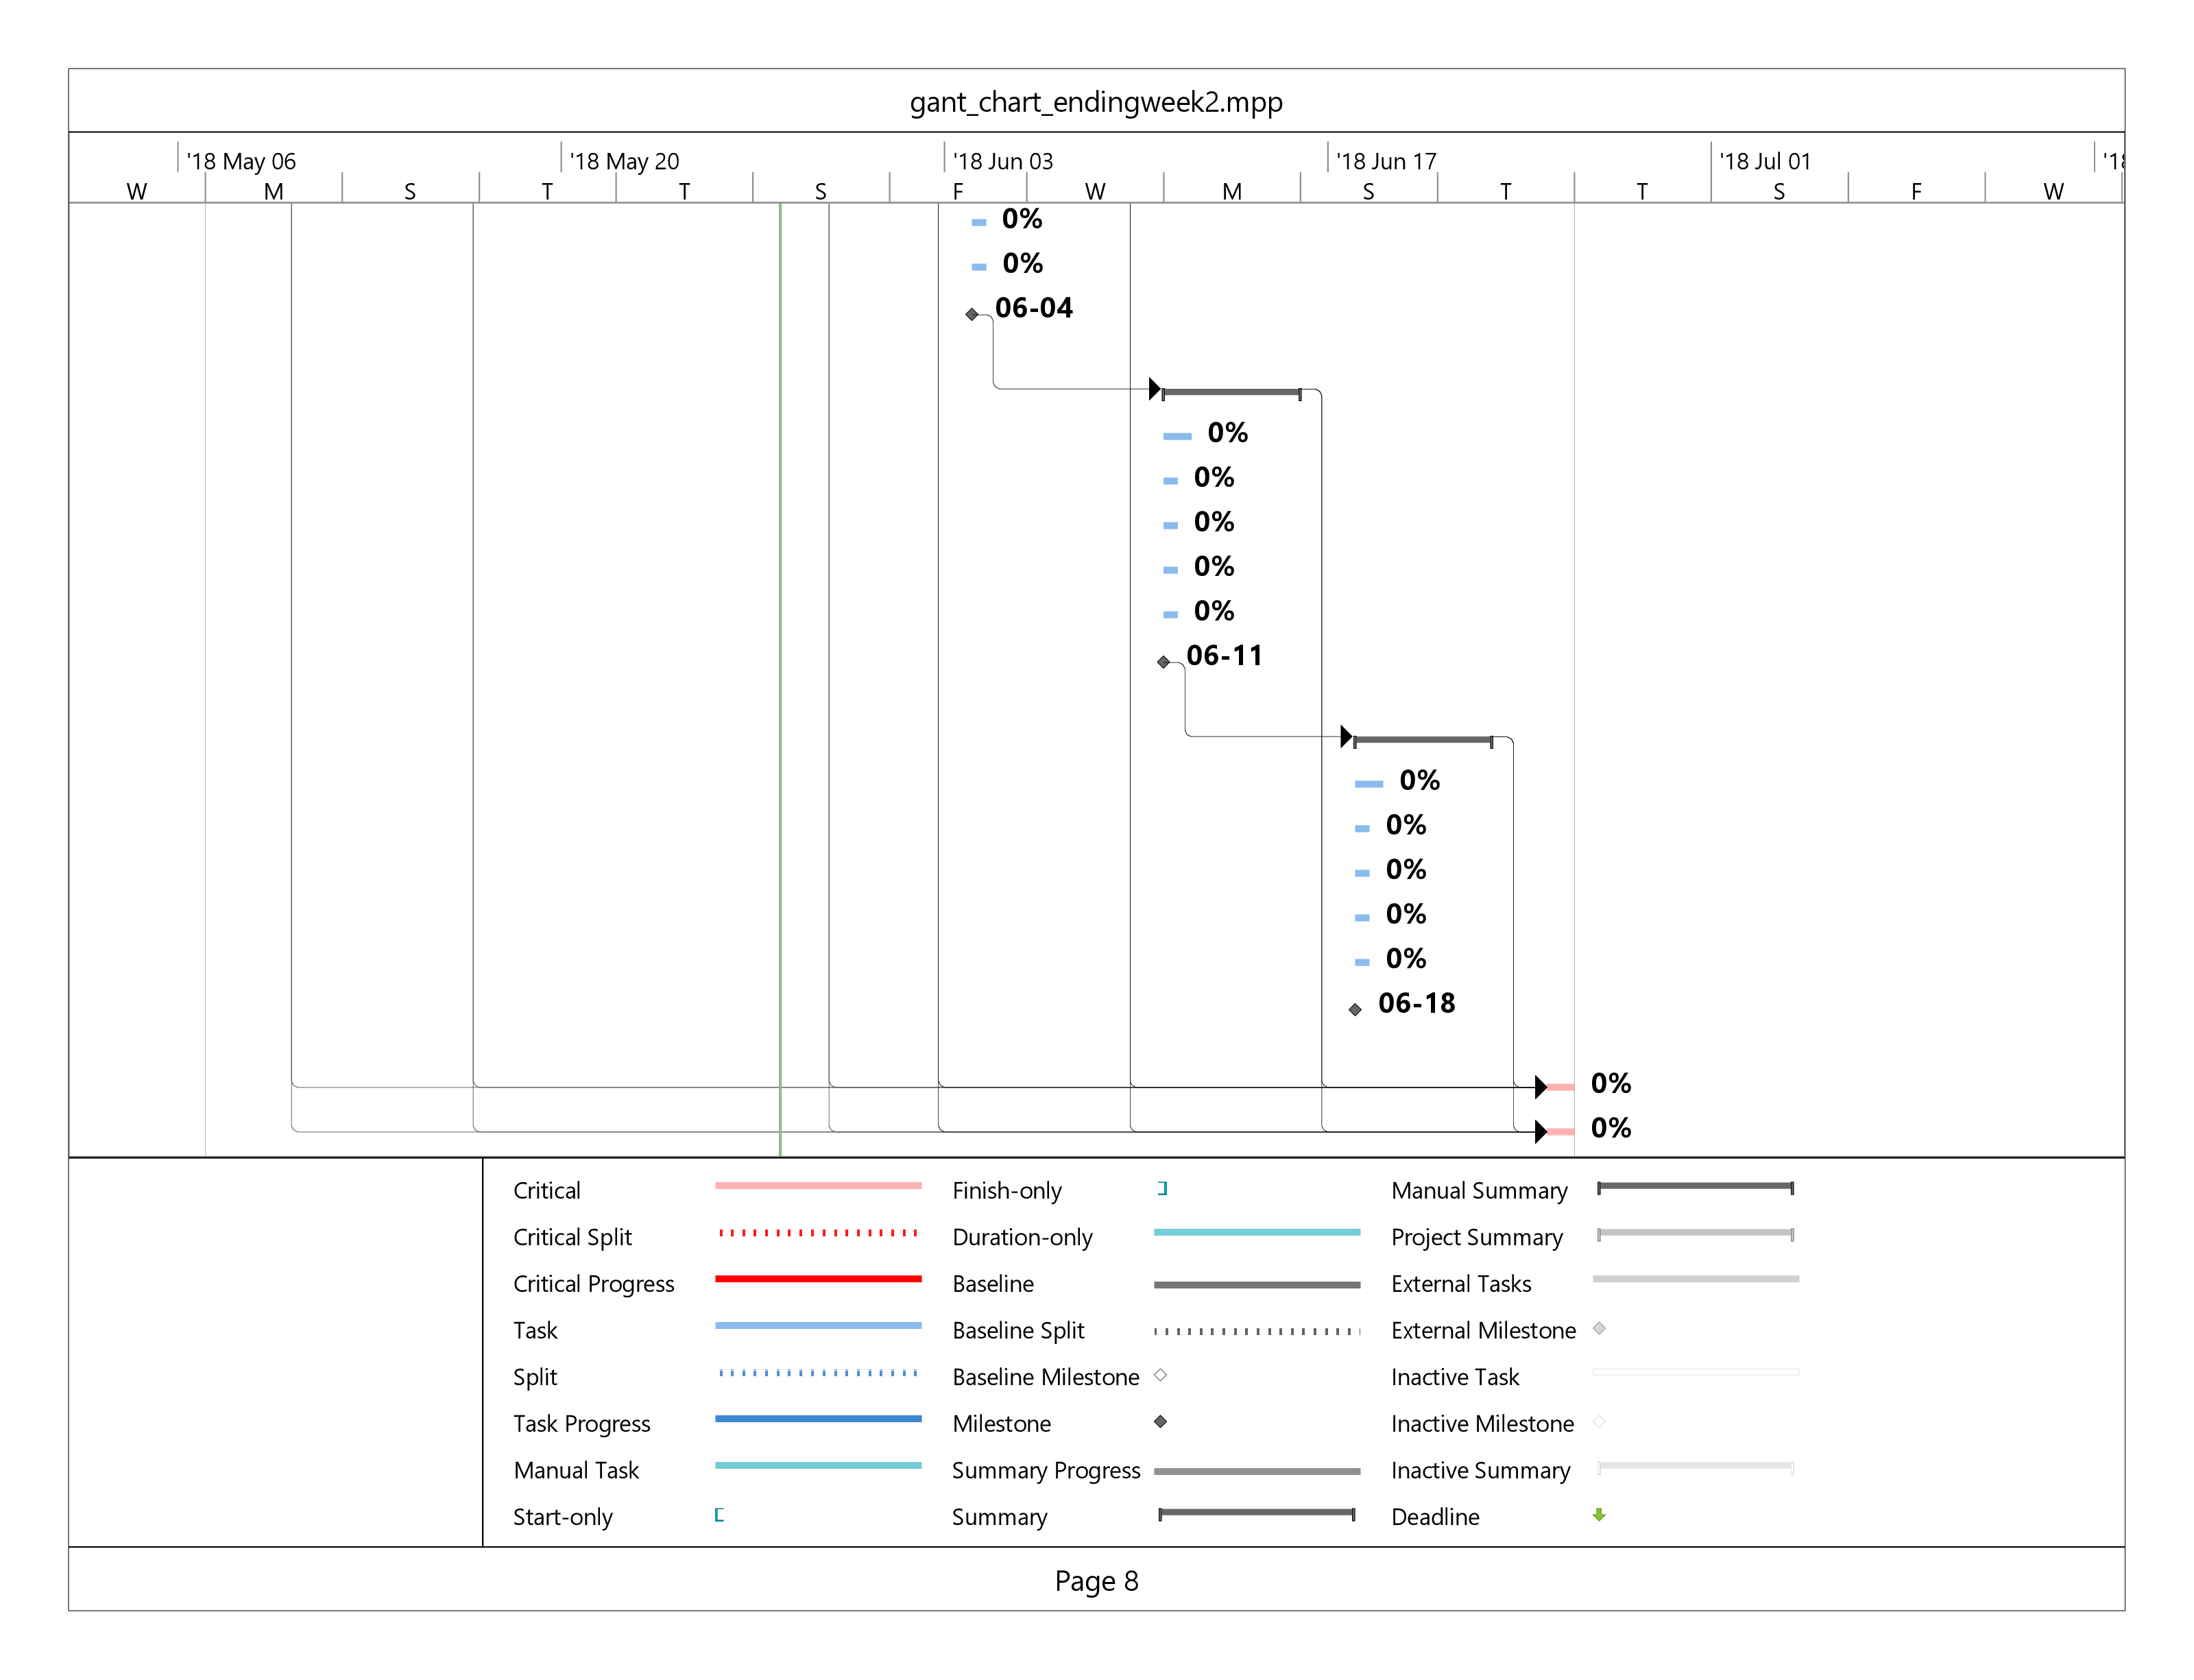 gant_chart_endingweek2.mpp
'18 May 06 '18 May 20 '18 Jun 03 '18 Jun 17 '18 Jul 01
W M S T T S F W M S T T S F W
0%
0%
06-04
0%
0%
0%
0%
0%
06-11
0%
0%
0%
0%
0%
06-18
0%
0%
Critical
Critical Split
Critical Progress
Task
Split
Task Progress
Manual Task
Start-only
Finish-only
Duration-only
Baseline
Baseline Split
Baseline Milestone
Milestone
Summary Progress
Summary
Manual Summary
Project Summary
External Tasks
External Milestone
Inactive Task
Inactive Milestone
Inactive Summary
Deadline
Page 8